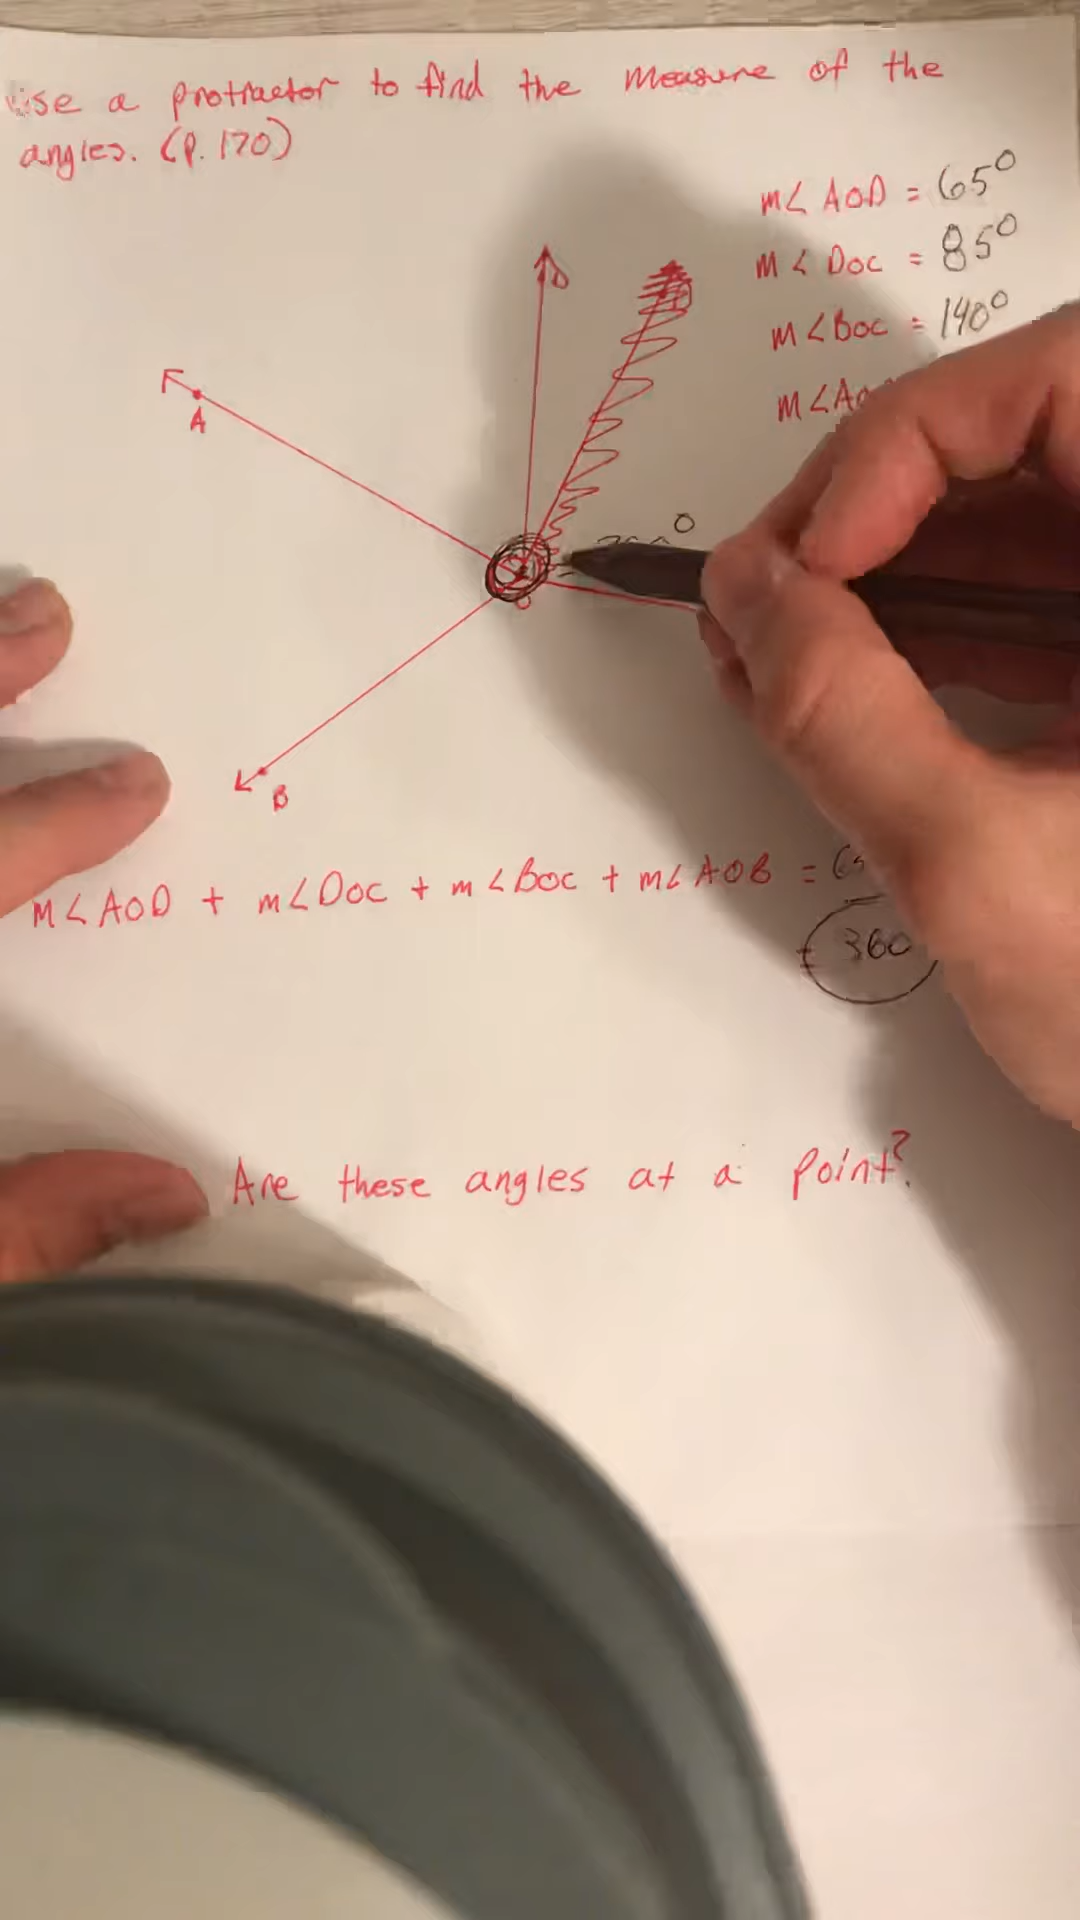 Use a protractor to find the measure of the
angles. (P. 170)
m∠ AOD = 65°
m∠ DOC = 85°
m∠BOC = 140°
D
A
O
B
m∠AOD + m∠DOC + m∠BOC + m∠AOB =
= 360
Are these angles at a point?